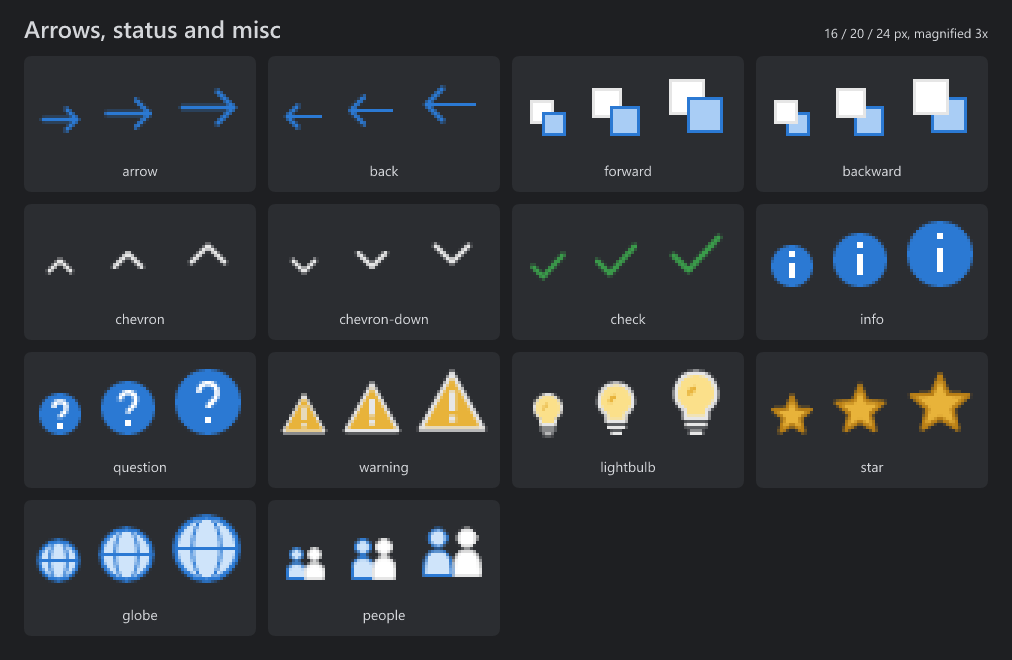 Arrows, status and misc
16 / 20 / 24 px, magnified 3x
arrow
back
forward
backward
chevron
chevron-down
check
info
question
warning
lightbulb
star
globe
people